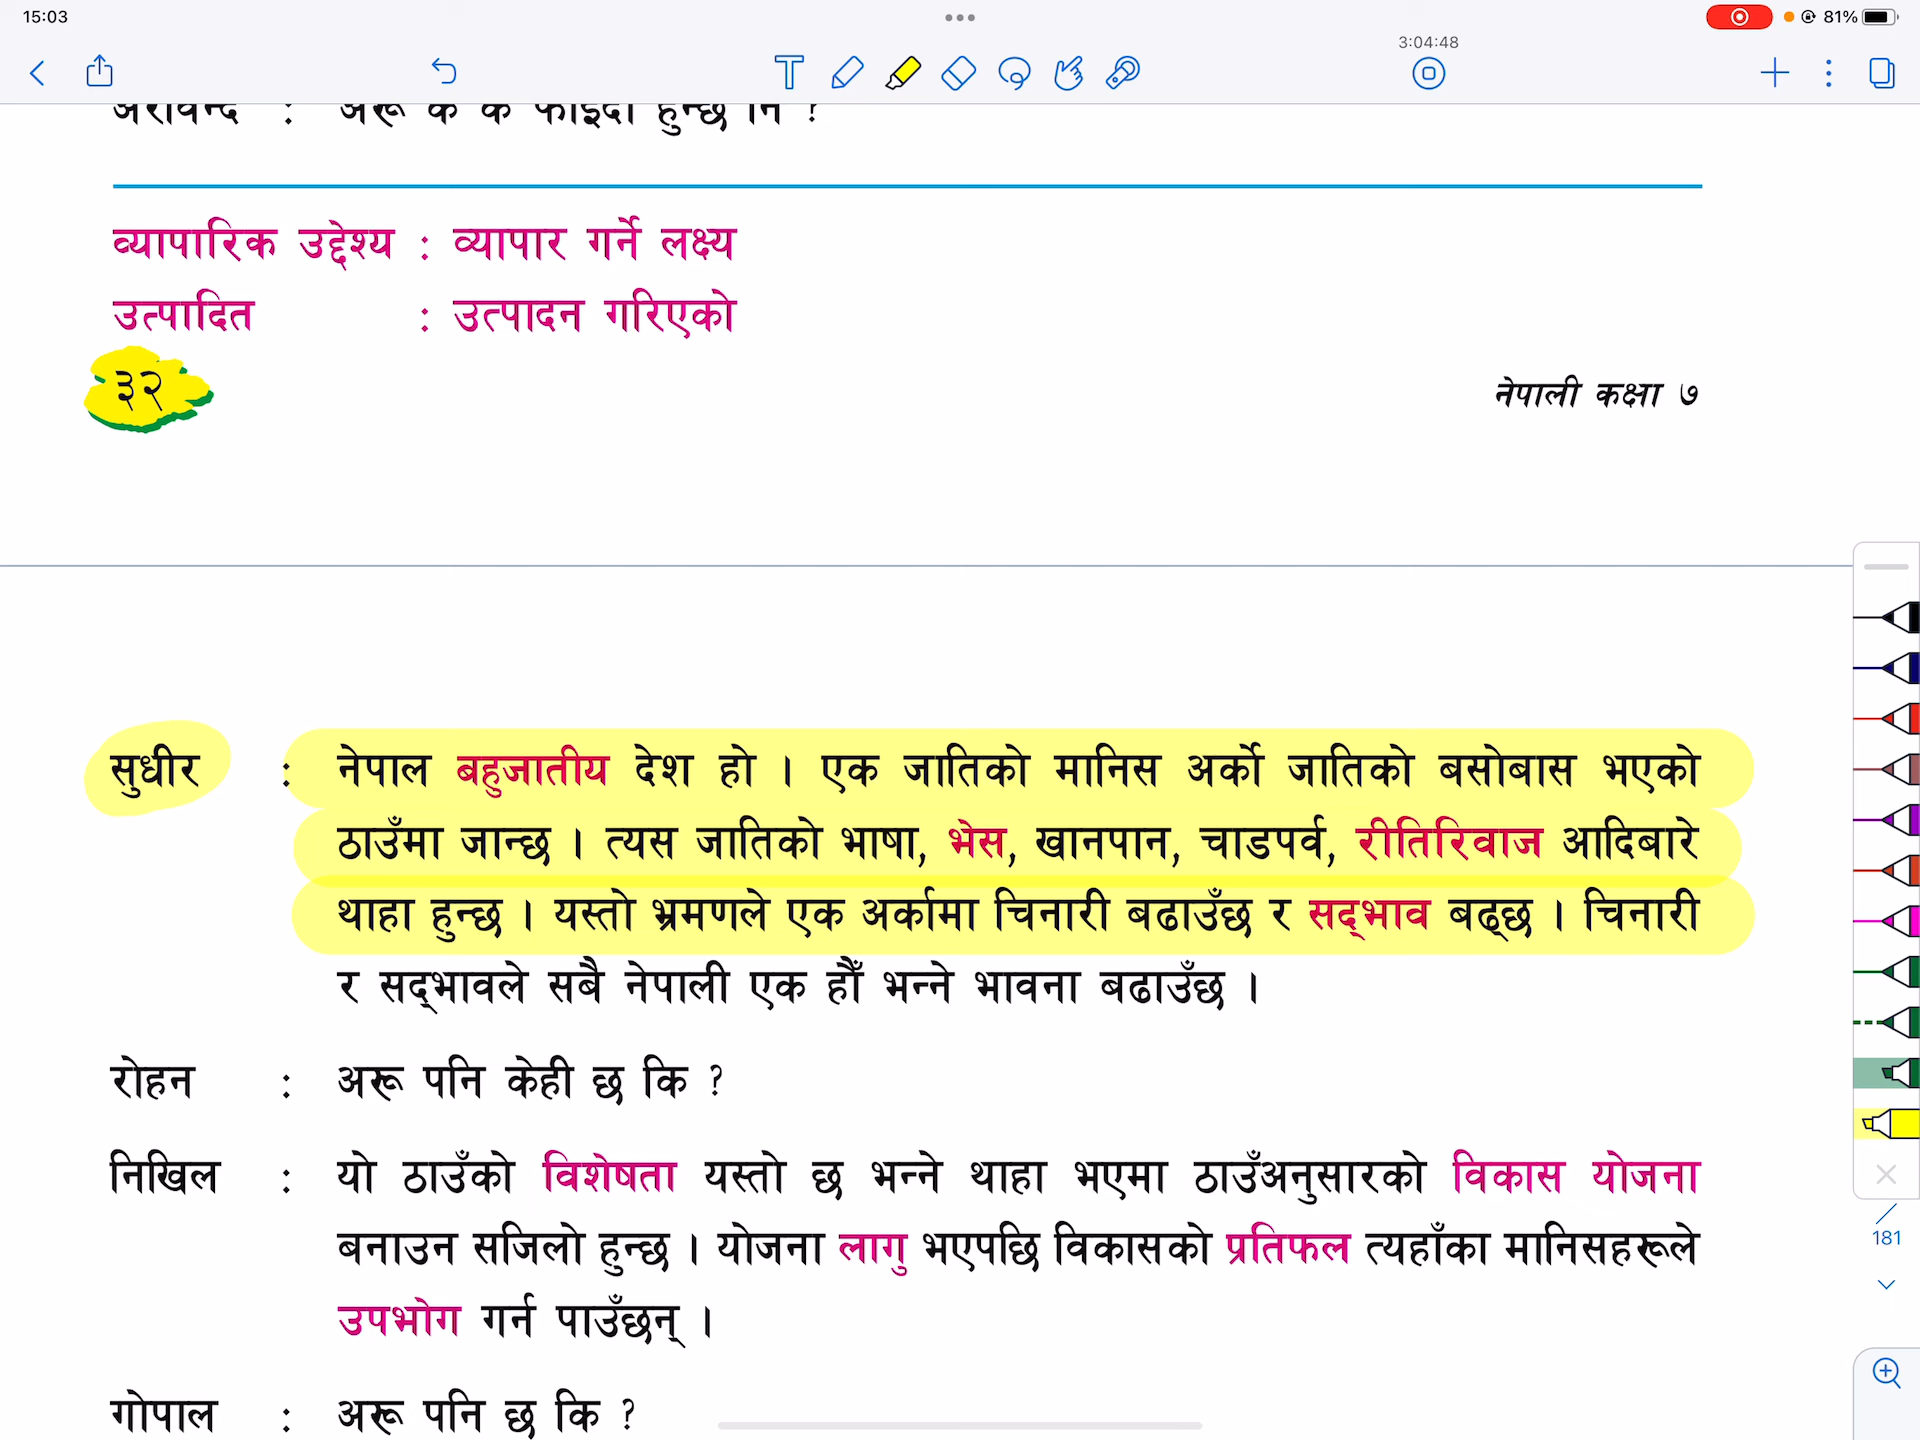 15:03
81%
3:04:48
: अरू के के फाइदा हुन्छ नि ?
व्यापारिक उद्देश्य : व्यापार गर्ने लक्ष्य
उत्पादित : उत्पादन गरिएको
३२
नेपाली कक्षा ७
सुधीर : नेपाल बहुजातीय देश हो । एक जातिको मानिस अर्को जातिको बसोबास भएको
ठाउँमा जान्छ । त्यस जातिको भाषा, भेस, खानपान, चाडपर्व, रीतिरिवाज आदिबारे
थाहा हुन्छ । यस्तो भ्रमणले एक अर्कामा चिनारी बढाउँछ र सद्‌भाव बढ्छ । चिनारी
र सद्‌भावले सबै नेपाली एक हौँ भन्ने भावना बढाउँछ ।
रोहन : अरू पनि केही छ कि ?
निखिल : यो ठाउँको विशेषता यस्तो छ भन्ने थाहा भएमा ठाउँअनुसारको विकास योजना
बनाउन सजिलो हुन्छ । योजना लागु भएपछि विकासको प्रतिफल त्यहाँका मानिसहरूले
उपभोग गर्न पाउँछन् ।
गोपाल : अरू पनि छ कि ?
181